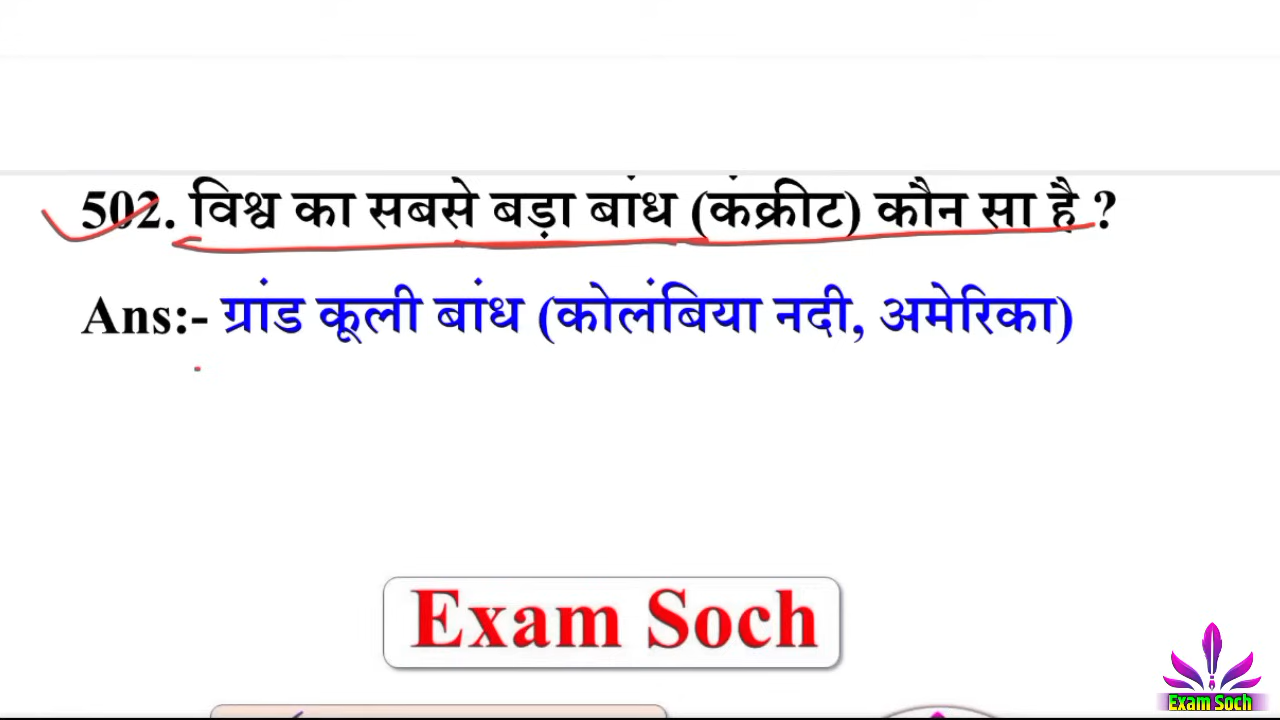 502. विश्व का सबसे बड़ा बांध (कंक्रीट) कौन सा है ?
Ans:- ग्रांड कूली बांध (कोलंबिया नदी, अमेरिका)
Exam Soch
Exam Soch